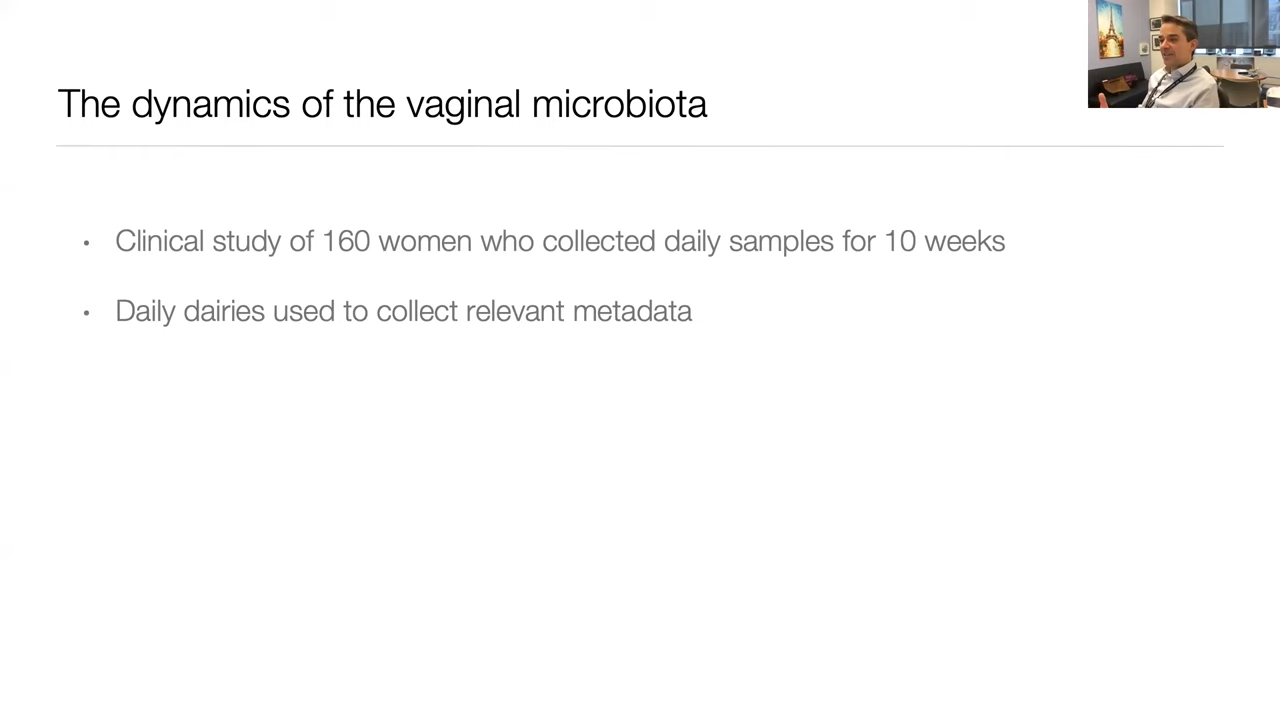 The dynamics of the vaginal microbiota
• Clinical study of 160 women who collected daily samples for 10 weeks
• Daily dairies used to collect relevant metadata